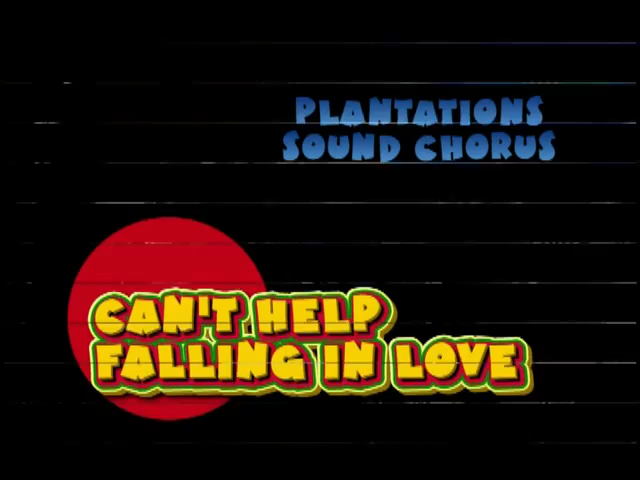 PLANTATIONS
SOUND CHORUS
CAN'T HELP
FALLING IN LOVE